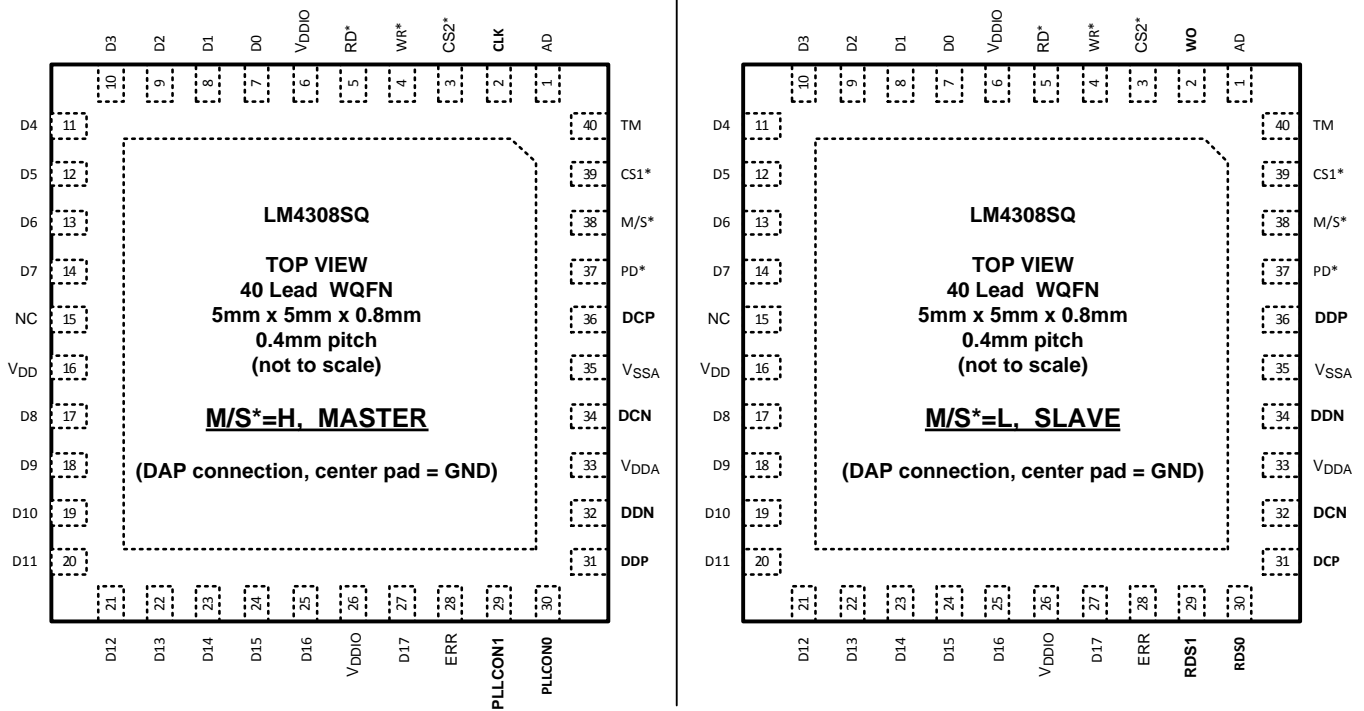 D3 D2 D1 D0 VDDIO RD* WR* CS2* CLK AD
10 9 8 7 6 5 4 3 2 1
D4 11 40 TM
D5 12 39 CS1*
D6 13 38 M/S*
D7 14 37 PD*
NC 15 36 DCP
VDD 16 35 VSSA
D8 17 34 DCN
D9 18 33 VDDA
D10 19 32 DDN
D11 20 31 DDP
LM4308SQ
TOP VIEW
40 Lead WQFN
5mm x 5mm x 0.8mm
0.4mm pitch
(not to scale)
M/S*=H, MASTER
(DAP connection, center pad = GND)
21 22 23 24 25 26 27 28 29 30
D12 D13 D14 D15 D16 VDDIO D17 ERR PLLCON1 PLLCON0
D3 D2 D1 D0 VDDIO RD* WR* CS2* WO AD
10 9 8 7 6 5 4 3 2 1
D4 11 40 TM
D5 12 39 CS1*
D6 13 38 M/S*
D7 14 37 PD*
NC 15 36 DDP
VDD 16 35 VSSA
D8 17 34 DDN
D9 18 33 VDDA
D10 19 32 DCN
D11 20 31 DCP
LM4308SQ
TOP VIEW
40 Lead WQFN
5mm x 5mm x 0.8mm
0.4mm pitch
(not to scale)
M/S*=L, SLAVE
(DAP connection, center pad = GND)
21 22 23 24 25 26 27 28 29 30
D12 D13 D14 D15 D16 VDDIO D17 ERR RDS1 RDS0